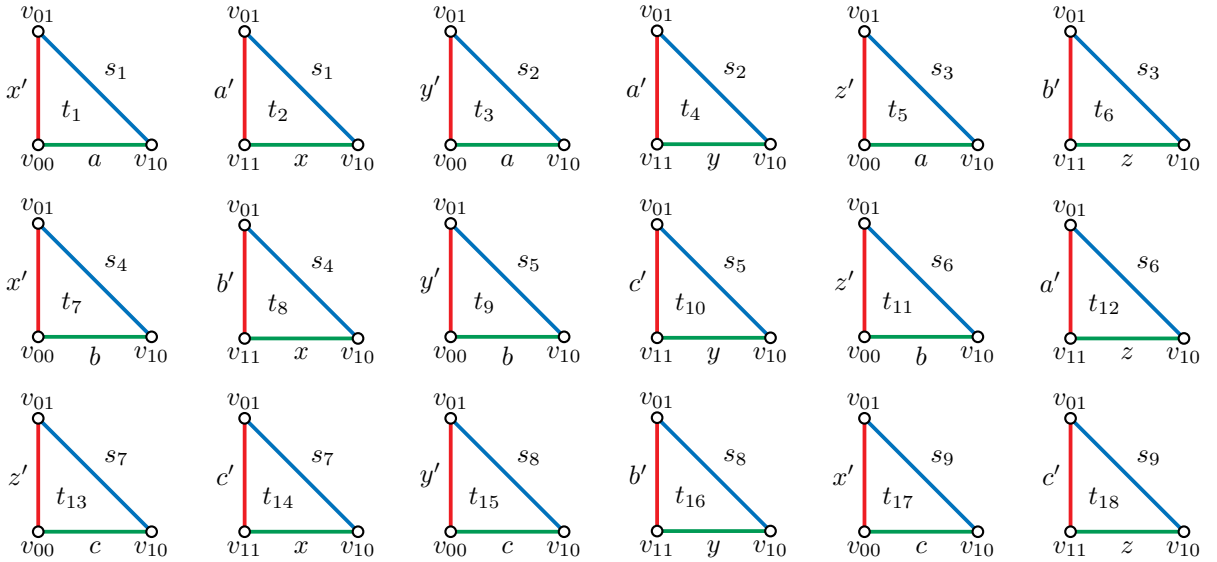 v01 v01 v01 v01 v01 v01
x′ s1 a′ s1 y′ s2 a′ s2 z′ s3 b′ s3
t1 t2 t3 t4 t5 t6
v00 a v10 v11 x v10 v00 a v10 v11 y v10 v00 a v10 v11 z v10
v01 v01 v01 v01 v01 v01
x′ s4 b′ s4 y′ s5 c′ s5 z′ s6 a′ s6
t7 t8 t9 t10 t11 t12
v00 b v10 v11 x v10 v00 b v10 v11 y v10 v00 b v10 v11 z v10
v01 v01 v01 v01 v01 v01
z′ s7 c′ s7 y′ s8 b′ s8 x′ s9 c′ s9
t13 t14 t15 t16 t17 t18
v00 c v10 v11 x v10 v00 c v10 v11 y v10 v00 c v10 v11 z v10